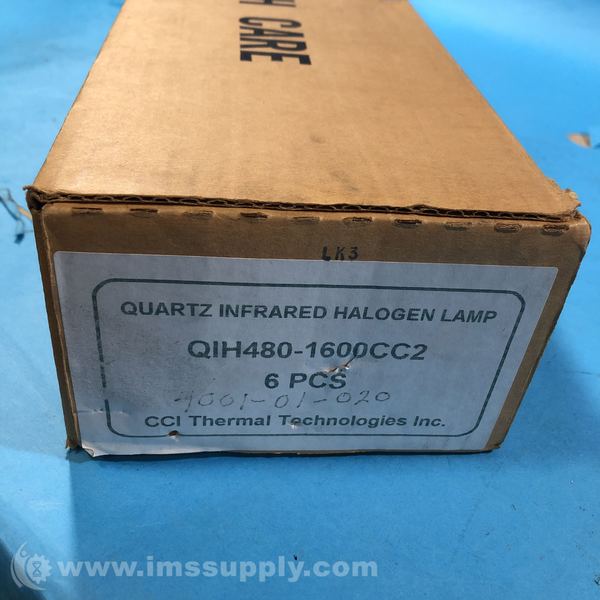 H CARE
LK3
QUARTZ INFRARED HALOGEN LAMP
QIH480-1600CC2
6 PCS
9001-01-020
CCI Thermal Technologies Inc.
www.imssupply.com